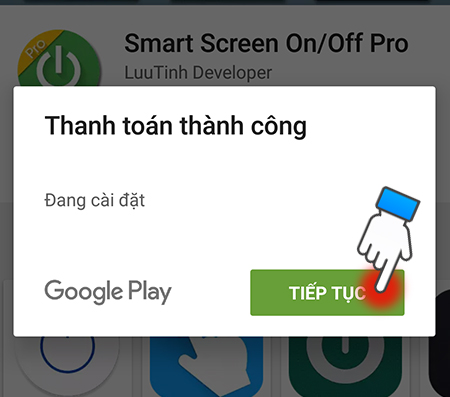 Pro
Smart Screen On/Off Pro
LuuTinh Developer
Thanh toán thành công
Đang cài đặt
Google Play
TIẾP TỤC